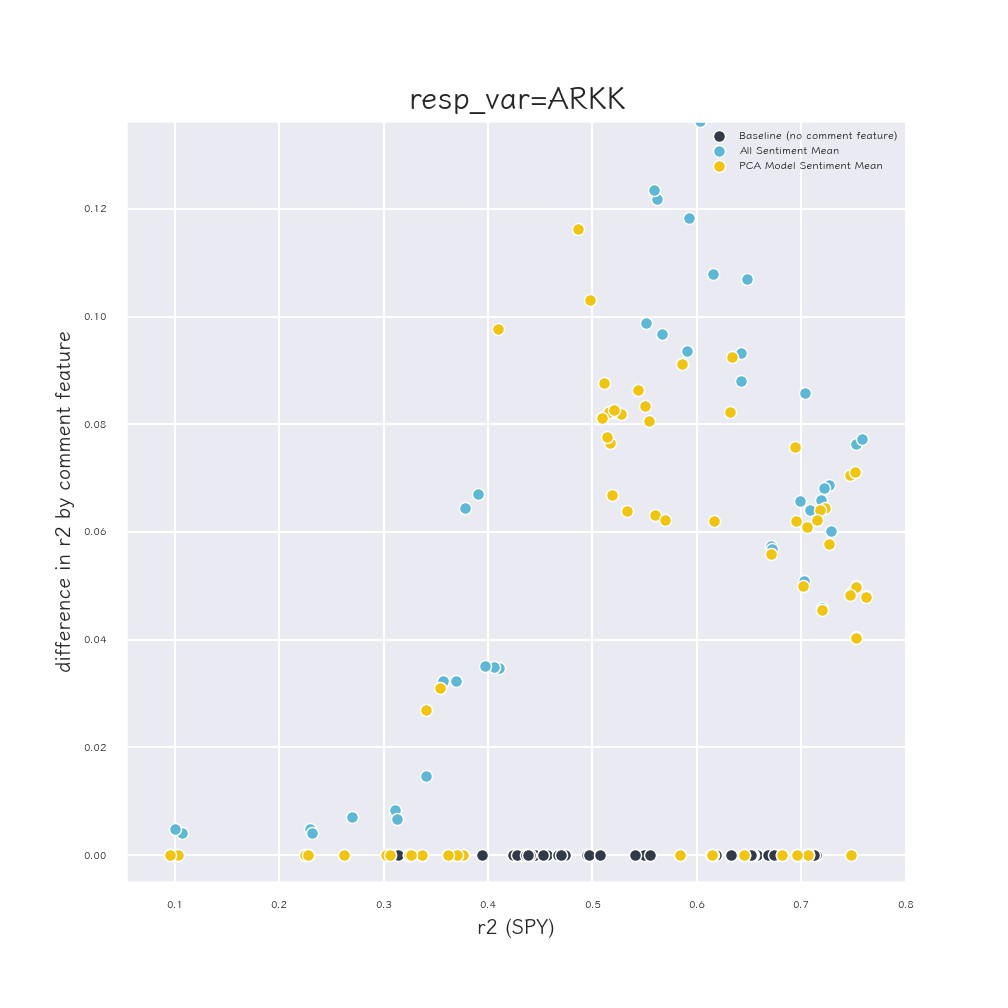 resp_var=ARKK
Baseline (no comment feature)
All Sentiment Mean
PCA Model Sentiment Mean
difference in r2 by comment feature
0.12
0.10
0.08
0.06
0.04
0.02
0.00
0.1 0.2 0.3 0.4 0.5 0.6 0.7 0.8
r2 (SPY)